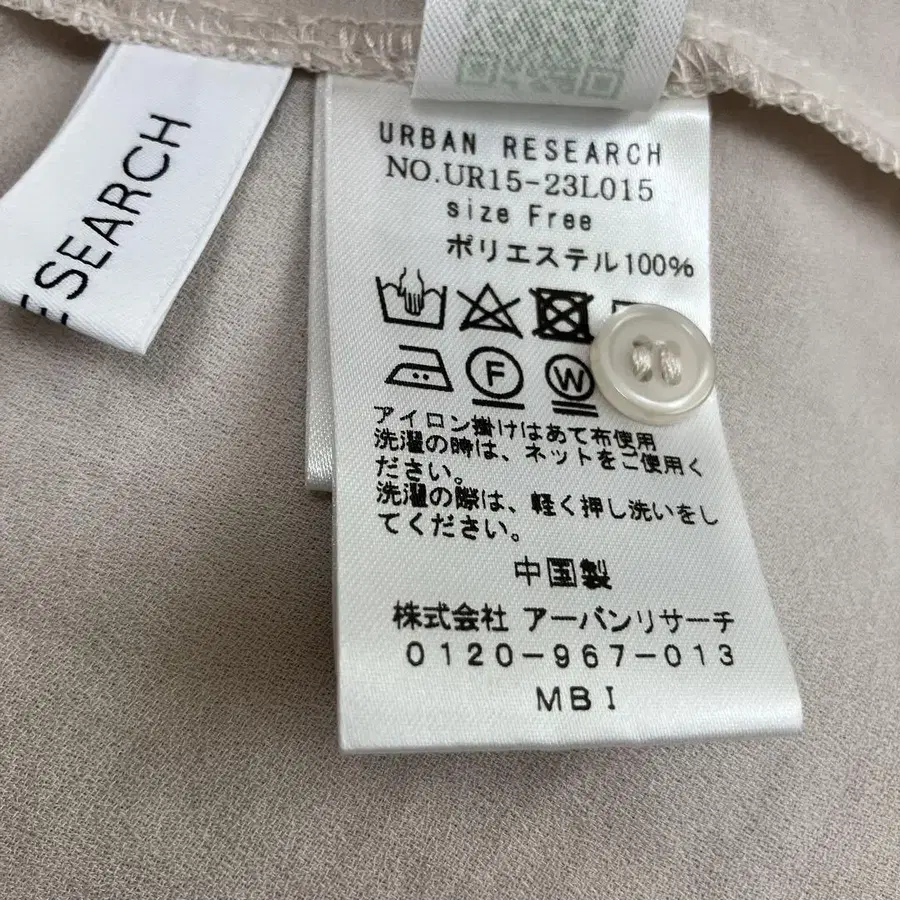 RESEARCH
URBAN RESEARCH
NO.UR15-23L015
size Free
ポリエステル100%
F
W
アイロン掛けはあて布使用
洗濯の時は、ネットをご使用く
ださい。
洗濯の際は、軽く押し洗いをし
てください。
中国製
株式会社 アーバンリサーチ
0120-967-013
MBI